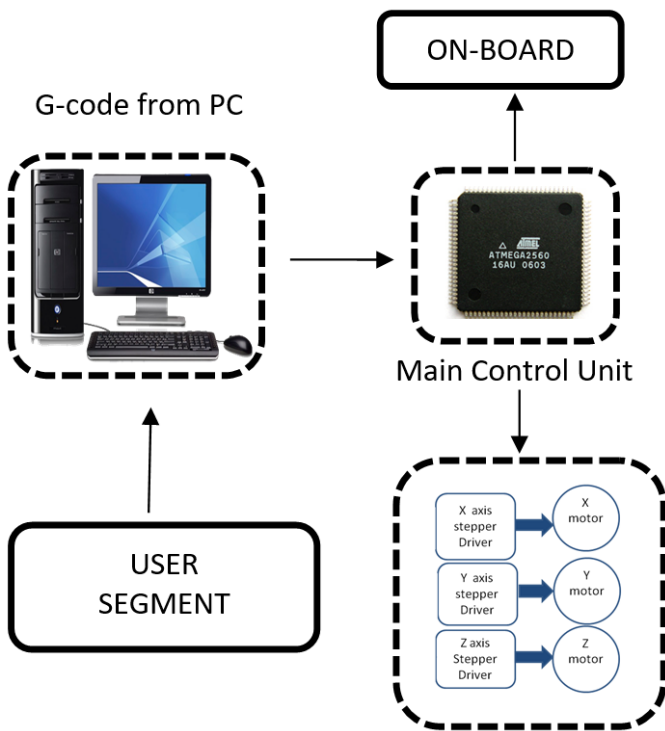 ON-BOARD
G-code from PC
ATMEL
ATMEGA2560
16AU 0603
Main Control Unit
USER
SEGMENT
X axis
stepper
Driver
X
motor
Y axis
stepper
Driver
Y
motor
Z axis
Stepper
Driver
Z
motor